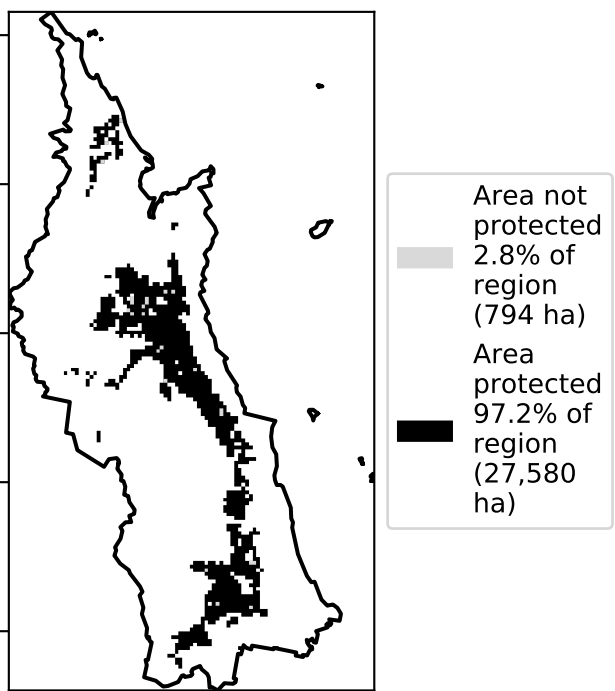 Area not
protected
2.8% of
region
(794 ha)
Area
protected
97.2% of
region
(27,580
ha)